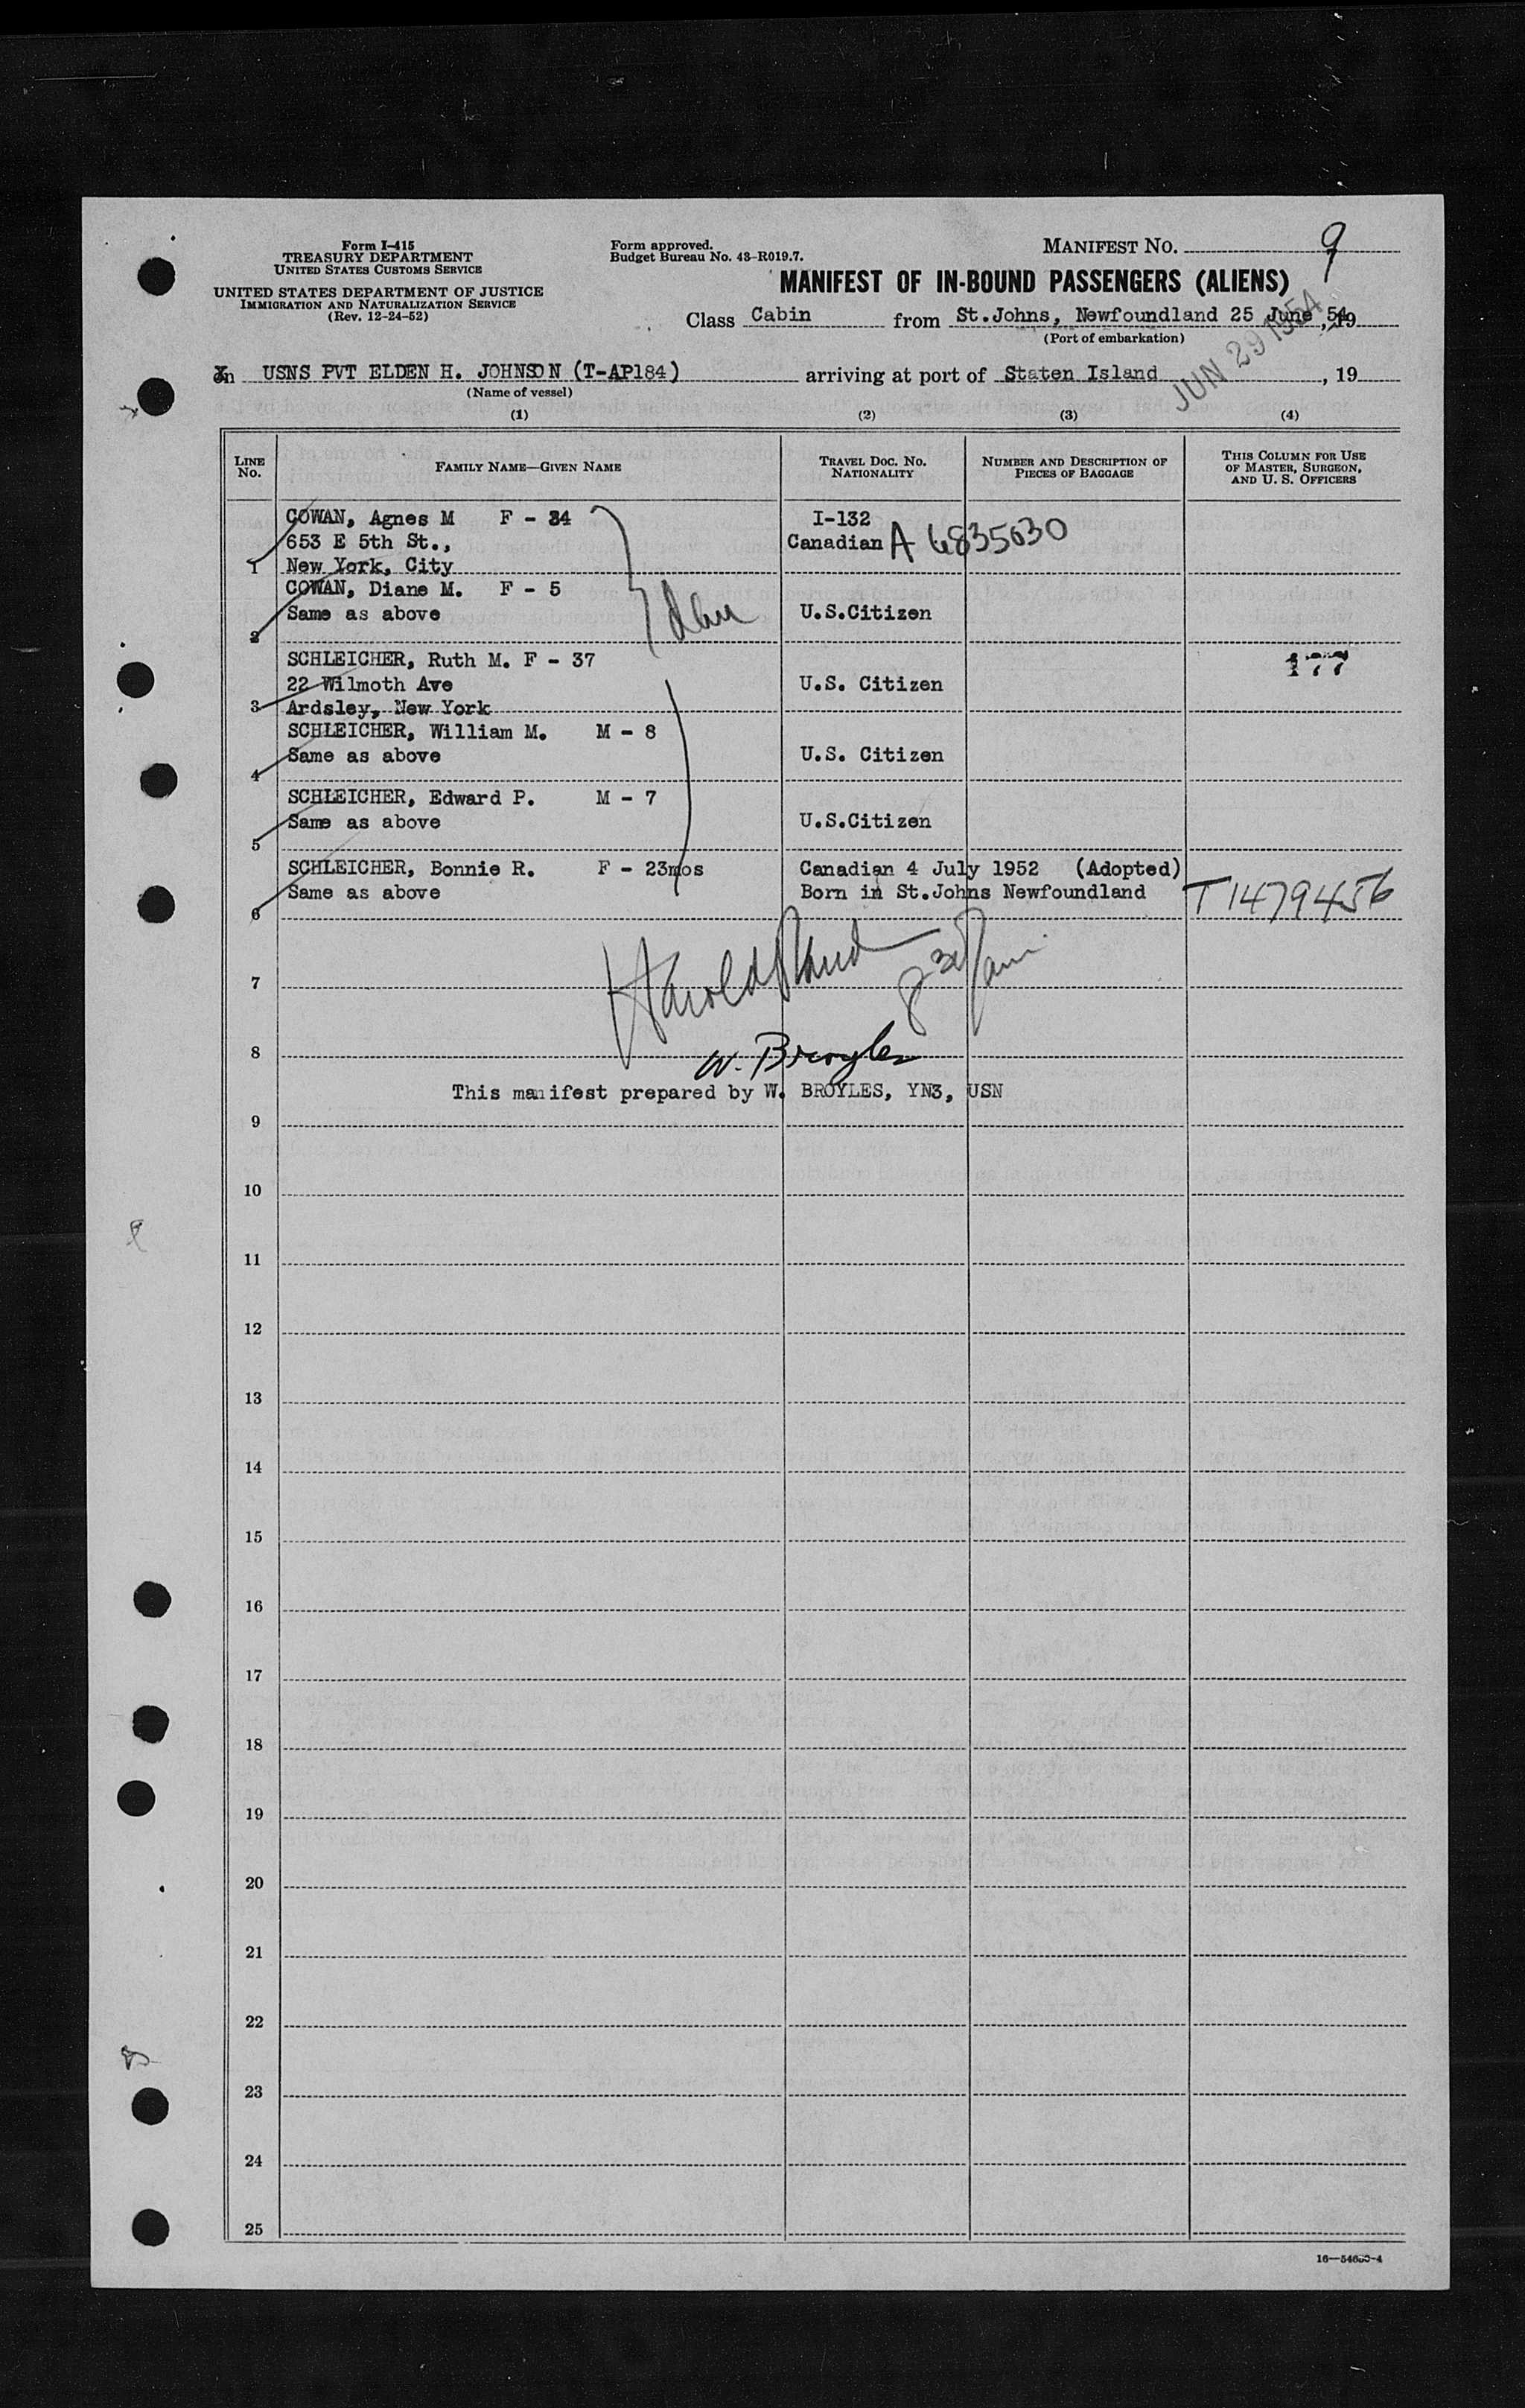 Form I-415
TREASURY DEPARTMENT
UNITED STATES CUSTOMS SERVICE
UNITED STATES DEPARTMENT OF JUSTICE
IMMIGRATION AND NATURALIZATION SERVICE
(Rev. 12-24-52)
Form approved.
Budget Bureau No. 43-R019.7.
MANIFEST NO. 9
MANIFEST OF IN-BOUND PASSENGERS (ALIENS)
Class Cabin from St.Johns, Newfoundland 25 June 54, 19
(Port of embarkation)
JUN 29 1954
On USNS PVT ELDEN H. JOHNSON (T-AP184) arriving at port of Staten Island, 19
(Name of vessel)
(1) (2) (3) (4)
LINE NO.
FAMILY NAME—GIVEN NAME
TRAVEL DOC. NO. NATIONALITY
NUMBER AND DESCRIPTION OF PIECES OF BAGGAGE
THIS COLUMN FOR USE OF MASTER, SURGEON, AND U. S. OFFICERS
COWAN, Agnes M F - 34 I-132
653 E 5th St., Canadian A 6835030
1 New York, City
COWAN, Diane M. F - 5
Same as above U.S.Citizen
2
SCHLEICHER, Ruth M. F - 37 177
22 Wilmoth Ave U.S. Citizen
3 Ardsley, New York
SCHLEICHER, William M. M - 8
Same as above U.S. Citizen
4
SCHLEICHER, Edward P. M - 7
Same as above U.S.Citizen
5
SCHLEICHER, Bonnie R. F - 23mos Canadian 4 July 1952 (Adopted)
Same as above Born in St.Johns Newfoundland T1479456
6
Harold
7
W. Broyles
8
This manifest prepared by W. BROYLES, YN3, USN
9
10
11
12
13
14
15
16
17
18
19
20
21
22
23
24
25